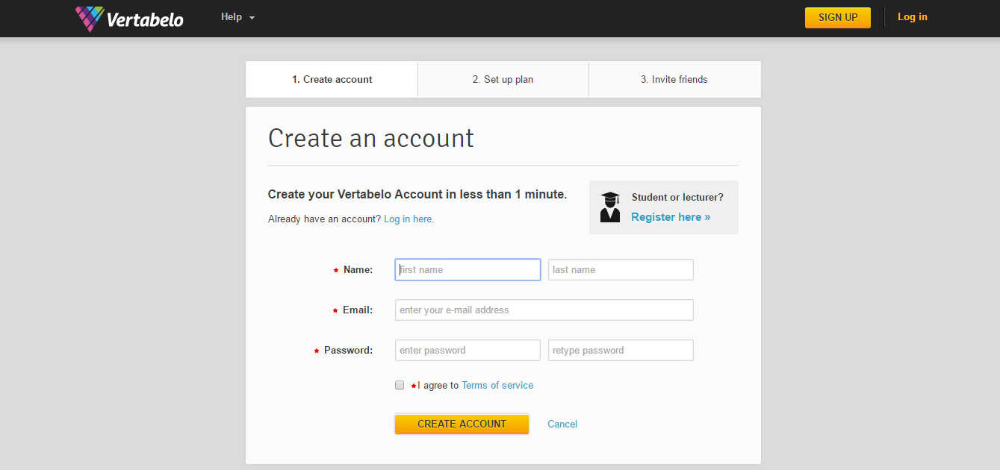 Vertabelo Help SIGN UP Log in
1. Create account 2. Set up plan 3. Invite friends
Create an account
Create your Vertabelo Account in less than 1 minute.
Already have an account? Log in here.
Student or lecturer?
Register here »
* Name: first name last name
* Email: enter your e-mail address
* Password: enter password retype password
* I agree to Terms of service
CREATE ACCOUNT Cancel